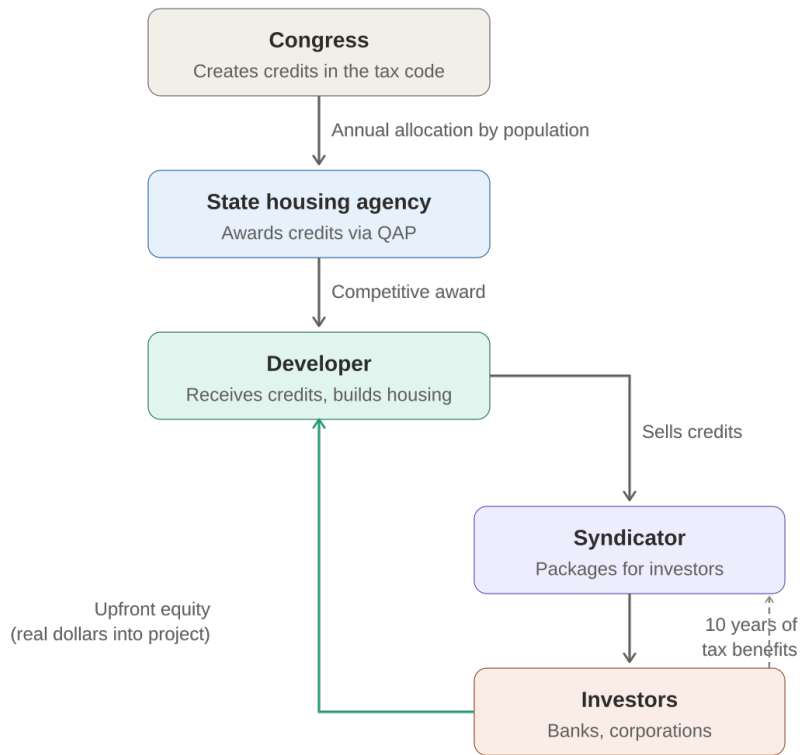 Congress
Creates credits in the tax code
Annual allocation by population
State housing agency
Awards credits via QAP
Competitive award
Developer
Receives credits, builds housing
Sells credits
Syndicator
Packages for investors
Upfront equity
(real dollars into project)
10 years of
tax benefits
Investors
Banks, corporations